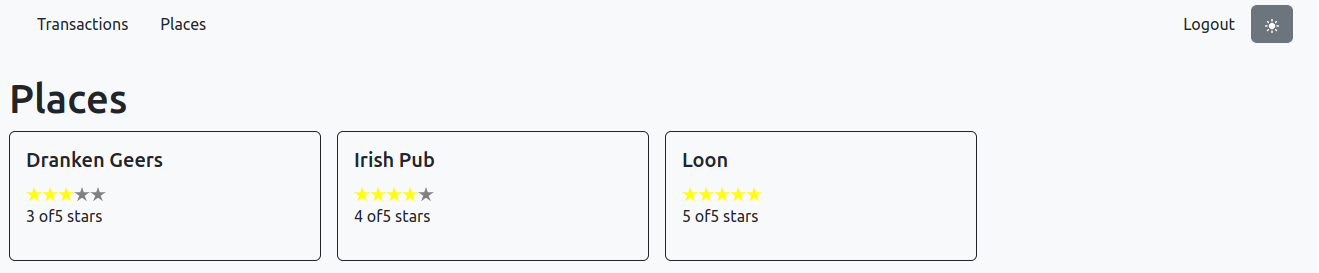 Transactions Places Logout
Places
Dranken Geers
3 of5 stars
Irish Pub
4 of5 stars
Loon
5 of5 stars